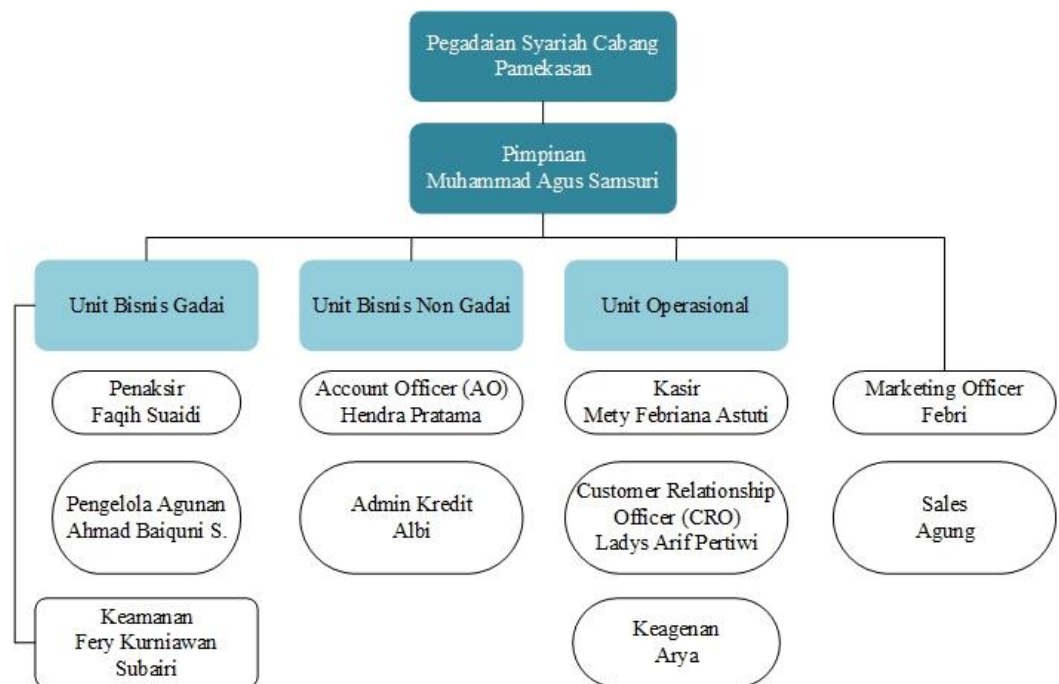 Pegadaian Syariah Cabang
Pamekasan
Pimpinan
Muhammad Agus Samsuri
Unit Bisnis Gadai
Unit Bisnis Non Gadai
Unit Operasional
Penaksir
Faqih Suaidi
Account Officer (AO)
Hendra Pratama
Kasir
Mety Febriana Astuti
Marketing Officer
Febri
Pengelola Agunan
Ahmad Baiquni S.
Admin Kredit
Albi
Customer Relationship
Officer (CRO)
Ladys Arif Pertiwi
Sales
Agung
Keamanan
Fery Kurniawan
Subairi
Keagenan
Arya